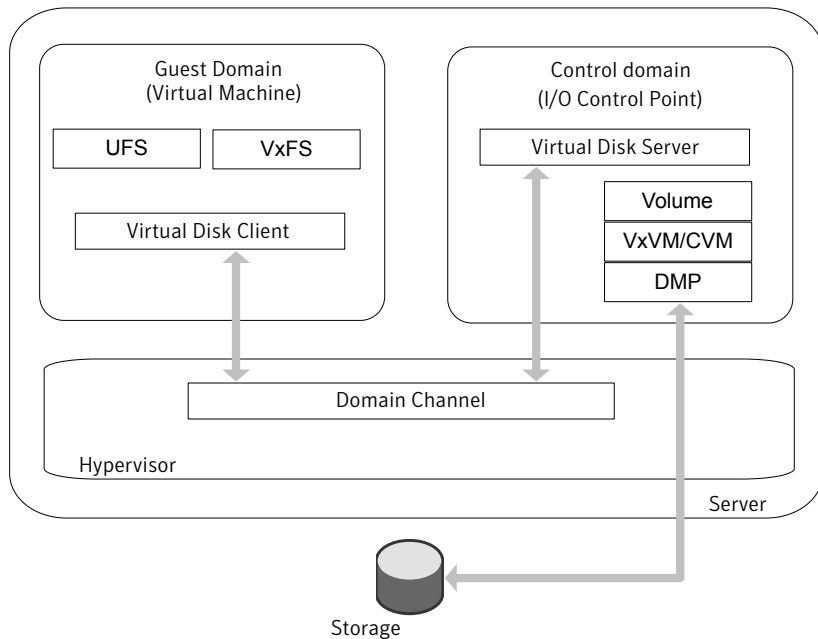 Guest Domain
(Virtual Machine)
UFS
VxFS
Virtual Disk Client
Control domain
(I/O Control Point)
Virtual Disk Server
Volume
VxVM/CVM
DMP
Domain Channel
Hypervisor
Server
Storage